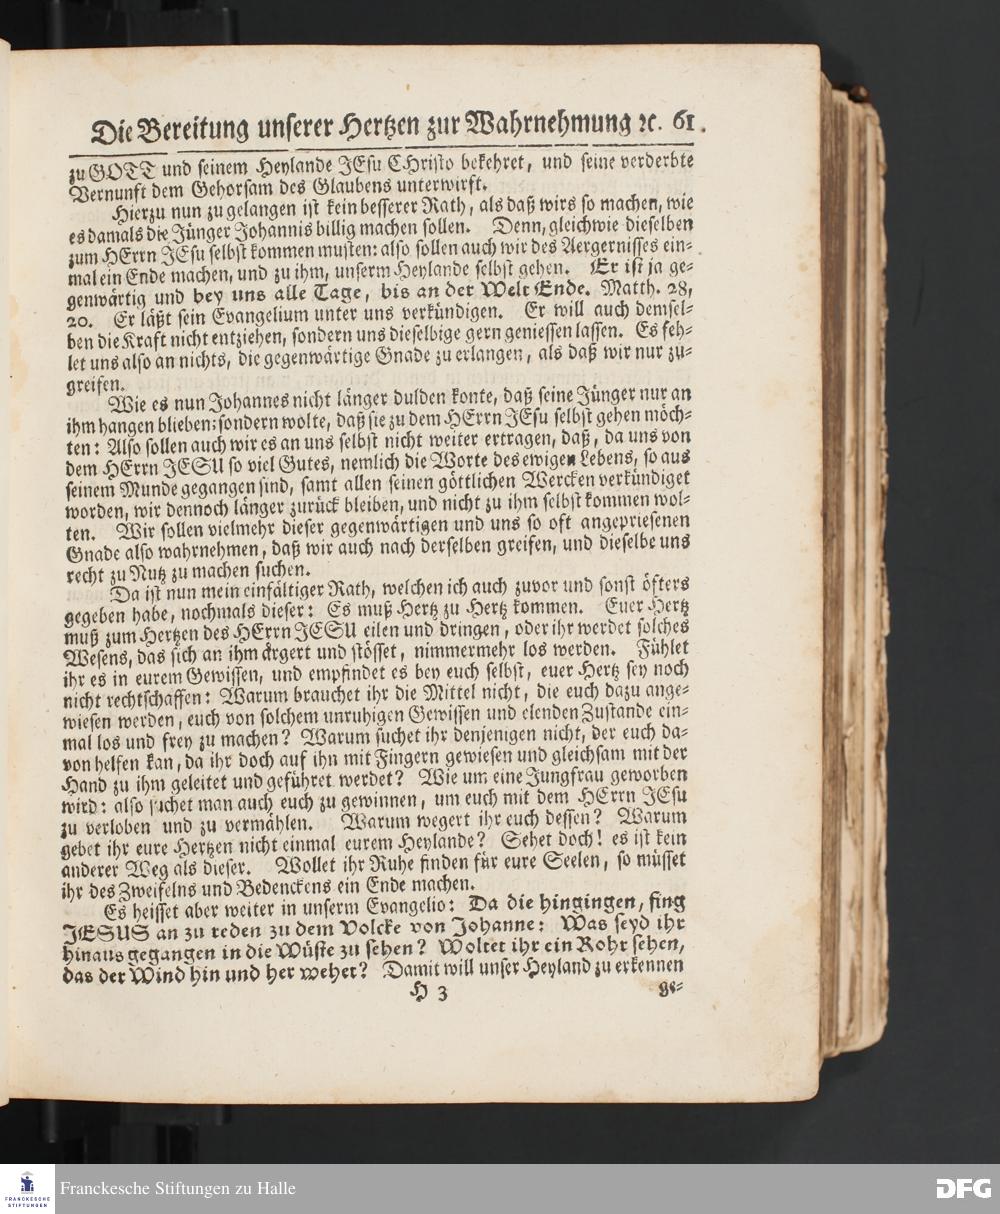 Die Bereitung unserer Hertzen zur Wahrnehmung ꝛc. 61.
zu GOTT und seinem Heylande JEsu CHristo bekehret, und seine verderbte
Vernunft dem Gehorsam des Glaubens unterwirft.
Hierzu nun zu gelangen ist kein besserer Rath, als daß wirs so machen, wie
es damals die Jünger Johannis billig machen sollen. Denn, gleichwie dieselben
zum HErrn JEsu selbst kommen musten: also sollen auch wir des Aergernisses ein-
mal ein Ende machen, und zu ihm, unserm Heylande selbst gehen. Er ist ja ge-
genwärtig und bey uns alle Tage, bis an der Welt Ende. Matth. 28,
20. Er läßt sein Evangelium unter uns verkündigen. Er will auch demsel-
ben die Kraft nicht entziehen, sondern uns dieselbige gern geniessen lassen. Es feh-
let uns also an nichts, die gegenwärtige Gnade zu erlangen, als daß wir nur zu-
greifen.
Wie es nun Johannes nicht länger dulden konte, daß seine Jünger nur an
ihm hangen blieben; sondern wolte, daß sie zu dem HErrn JEsu selbst gehen möch-
ten: Also sollen auch wir es an uns selbst nicht weiter ertragen, daß, da uns von
dem HErrn JESU so viel Gutes, nemlich die Worte des ewigen Lebens, so aus
seinem Munde gegangen sind, samt allen seinen göttlichen Wercken verkündiget
worden, wir dennoch länger zurück bleiben, und nicht zu ihm selbst kommen wol-
ten. Wir sollen vielmehr dieser gegenwärtigen und uns so oft angepriesenen
Gnade also wahrnehmen, daß wir auch nach derselben greifen, und dieselbe uns
recht zu Nutz zu machen suchen.
Da ist nun mein einfältiger Rath, welchen ich auch zuvor und sonst öfters
gegeben habe, nochmals dieser: Es muß Hertz zu Hertz kommen. Euer Hertz
muß zum Hertzen des HErrn JESU eilen und dringen, oder ihr werdet solches
Wesens, das sich an ihm ärgert und stösset, nimmermehr los werden. Fühlet
ihr es in eurem Gewissen, und empfindet es bey euch selbst, euer Hertz sey noch
nicht rechtschaffen: Warum brauchet ihr die Mittel nicht, die euch dazu ange-
wiesen werden, euch von solchem unruhigen Gewissen und elenden Zustande ein-
mal los und frey zu machen? Warum suchet ihr denjenigen nicht, der euch da-
von helfen kan, da ihr doch auf ihn mit Fingern gewiesen und gleichsam mit der
Hand zu ihm geleitet und geführet werdet? Wie um eine Jungfrau geworben
wird: also suchet man auch euch zu gewinnen, um euch mit dem HErrn JEsu
zu verloben und zu vermählen. Warum wegert ihr euch dessen? Warum
gebet ihr eure Hertzen nicht einmal eurem Heylande? Sehet doch! es ist kein
anderer Weg als dieser. Wollet ihr Ruhe finden für eure Seelen, so müsset
ihr des Zweifelns und Bedenckens ein Ende machen.
Es heisset aber weiter in unserm Evangelio: Da die hingingen, fing
JESUS an zu reden zu dem Volcke von Johanne: Was seyd ihr
hinaus gegangen in die Wüste zu sehen? Woltet ihr ein Rohr sehen,
das der Wind hin und her wehet? Damit will unser Heyland zu erkennen
H 3 ge-
FRANCKESCHE
STIFTUNGEN
Franckesche Stiftungen zu Halle
DFG